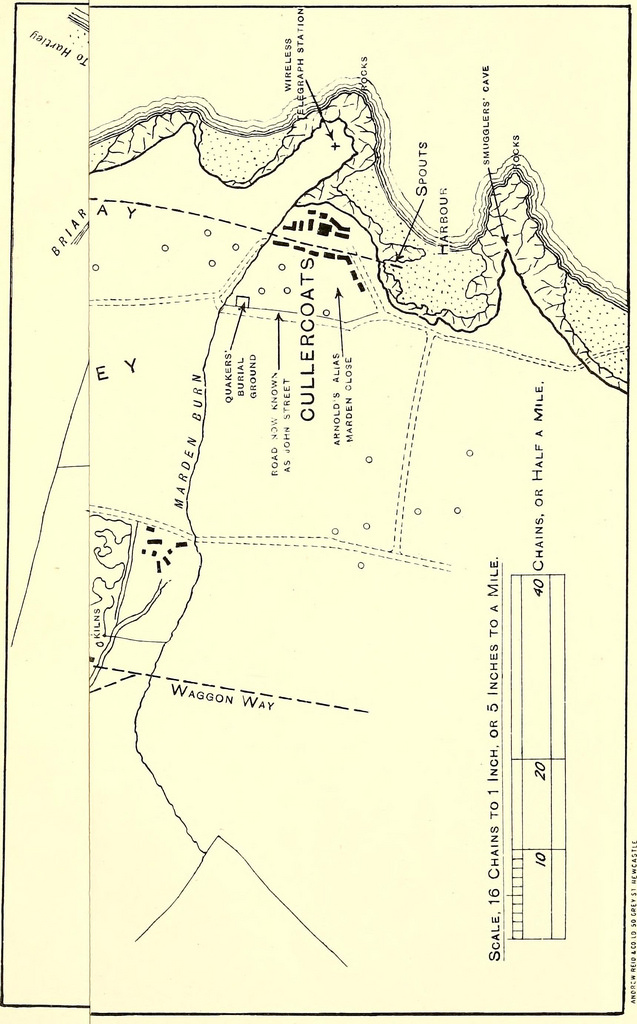 To Hartley
BRIAR
A Y
E Y
WIRELESS
TELEGRAPH STATION
ROCKS
SMUGGLERS' CAVE
ROCKS
SPOUTS
HARBOUR
QUAKERS'
BURIAL
GROUND
ROAD NOW KNOWN
AS JOHN STREET
CULLERCOATS
ARNOLD'S ALIAS
MARDEN CLOSE
MARDEN BURN
KILNS
WAGGON WAY
SCALE, 16 CHAINS TO 1 INCH, OR 5 INCHES TO A MILE.
10
20
40 CHAINS, OR HALF A MILE.
ANDREW REID & CO LD 50 GREY ST NEWCASTLE